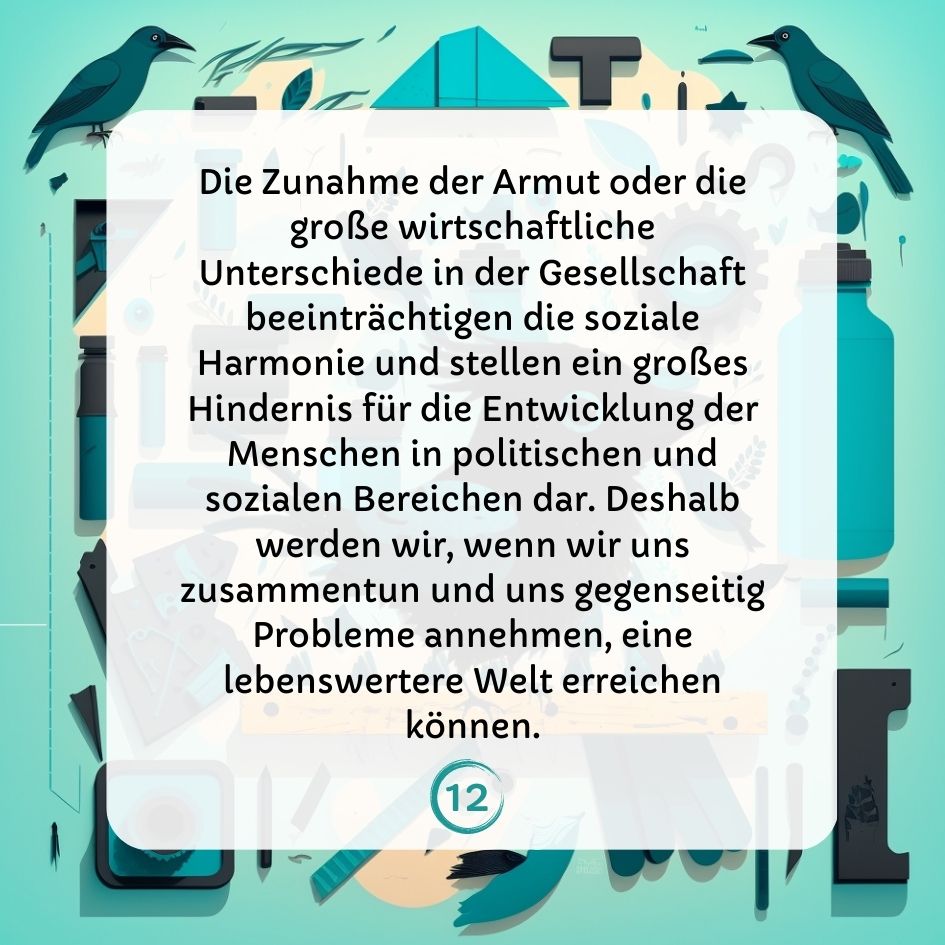 Die Zunahme der Armut oder die
große wirtschaftliche
Unterschiede in der Gesellschaft
beeinträchtigen die soziale
Harmonie und stellen ein großes
Hindernis für die Entwicklung der
Menschen in politischen und
sozialen Bereichen dar. Deshalb
werden wir, wenn wir uns
zusammentun und uns gegenseitig
Probleme annehmen, eine
lebenswertere Welt erreichen
können.
12